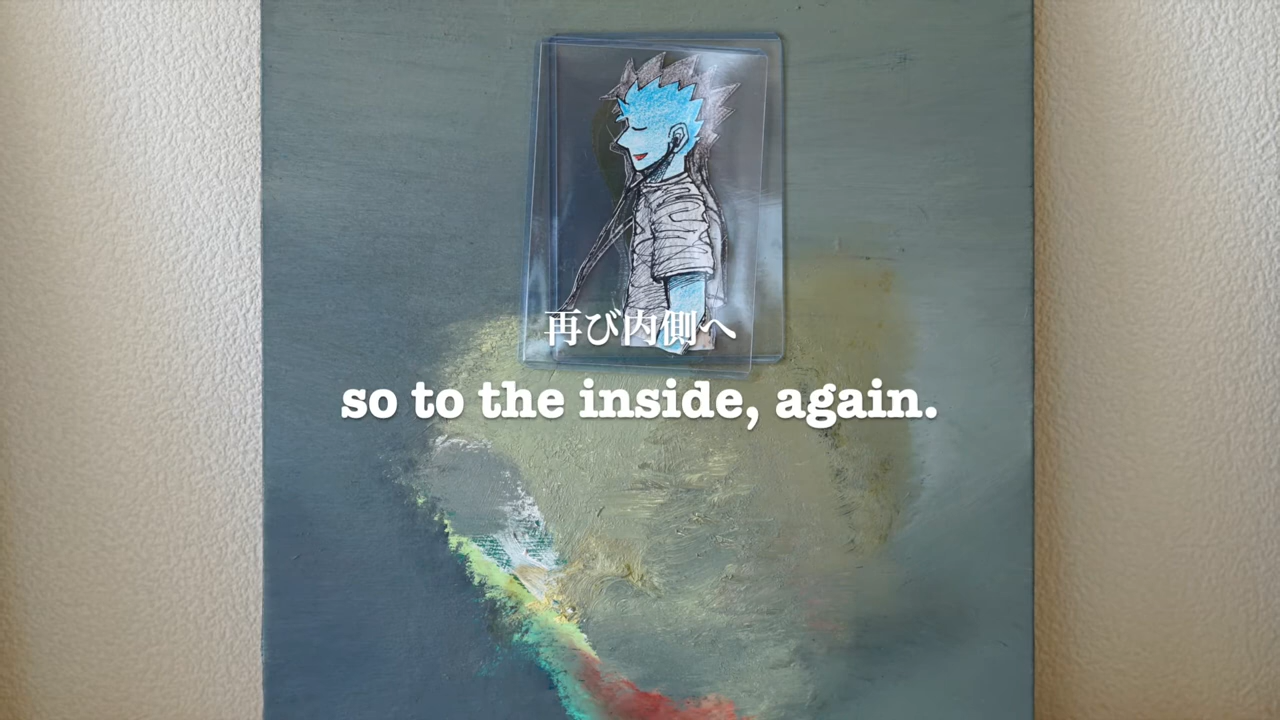 再び内側へ
so to the inside, again.